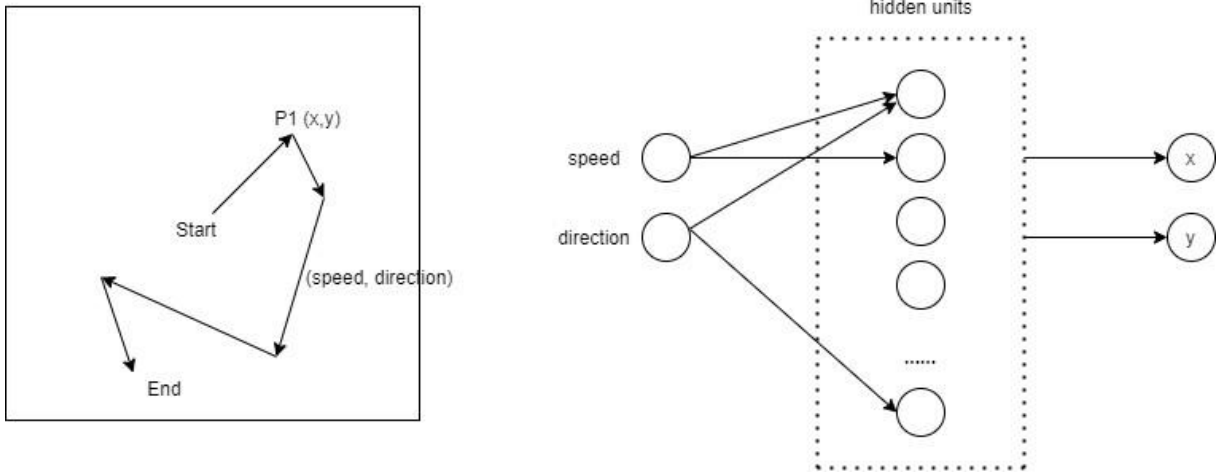 P1 (x,y)
Start
(speed, direction)
End
hidden units
speed
direction
......
x
y